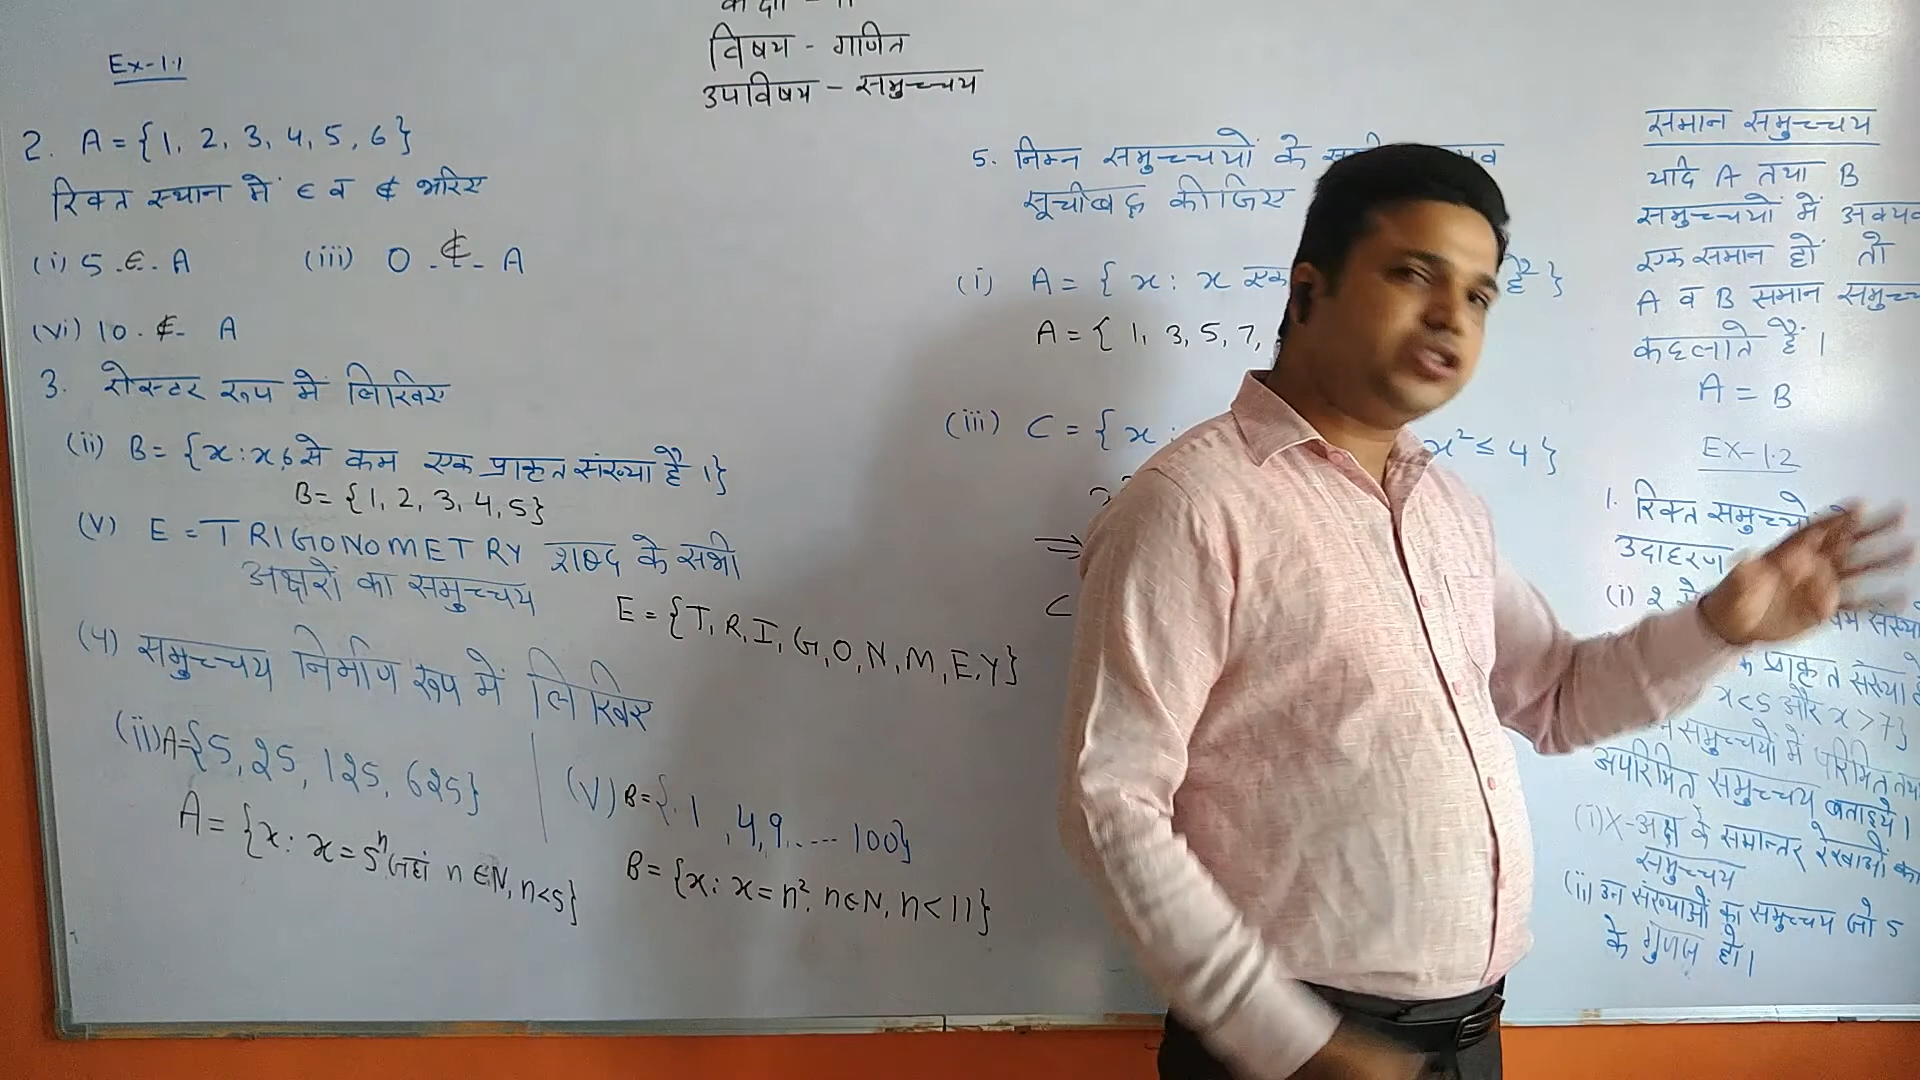 विषय - गणित
उपविषय - समुच्चय
Ex-1.1
2. A = {1, 2, 3, 4, 5, 6}
रिक्त स्थान में ∈ व ∉ भरिए
(i) 5 .∈. A (iii) 0 .∉. A
(vi) 10 .∉. A
3. रोस्टर रूप में लिखिए
(ii) B = {x : x 6 से कम एक प्राकृत संख्या है।}
B = {1, 2, 3, 4, 5}
(v) E = TRIGONOMETRY शब्द के सभी
अक्षरों का समुच्चय
E = {T, R, I, G, O, N, M, E, Y}
(4) समुच्चय निर्माण रूप में लिखिए
(ii) A = {5, 25, 125, 625}
A = {x : x = 5ⁿ जहां n ∈ N, n < 5}
(v) B = {1, 4, 9, .... 100}
B = {x : x = n², n ∈ N, n < 11}
5. निम्न समुच्चयों के
सूचीबद्ध कीजिए
(i) A = { x : x एक है }
A = { 1, 3, 5, 7,
(iii) C = { x : x² ≤ 4 }
⇒
C
समान समुच्चय
यदि A तथा B
समुच्चयों में अवयव
एक समान हों तो
A व B समान
कहलाते हैं।
A = B
EX-1.2
1. रिक्त
उदाहरण
(i) 2
प्राकृत संख्या
x < 5 और x > 7}
समुच्चयों में परिमित
अपरिमित समुच्चय बताइये।
(i) X-अक्ष के समान्तर रेखाओं का
समुच्चय
(ii) उन संख्याओं का समुच्चय जो 5
के गुणज हो।